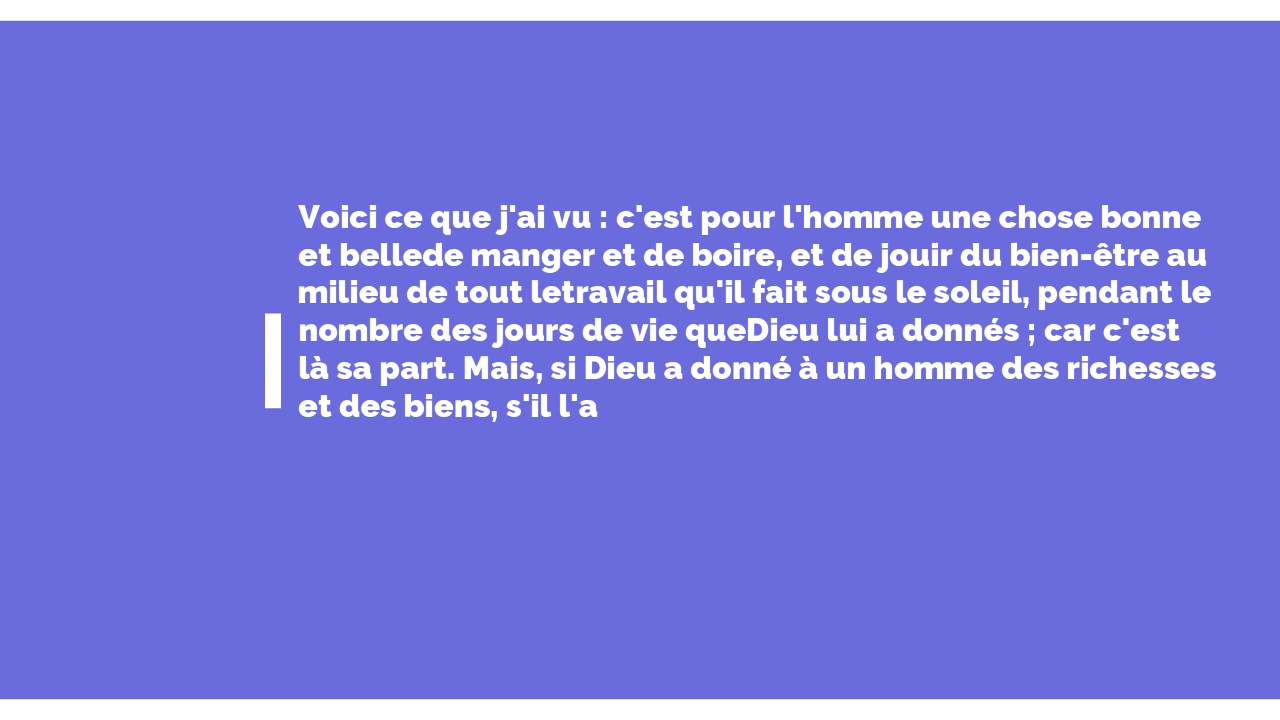 Voici ce que j'ai vu : c'est pour l'homme une chose bonne
et bellede manger et de boire, et de jouir du bien-être au
milieu de tout letravail qu'il fait sous le soleil, pendant le
nombre des jours de vie queDieu lui a donnés ; car c'est
là sa part. Mais, si Dieu a donné à un homme des richesses
et des biens, s'il l'a